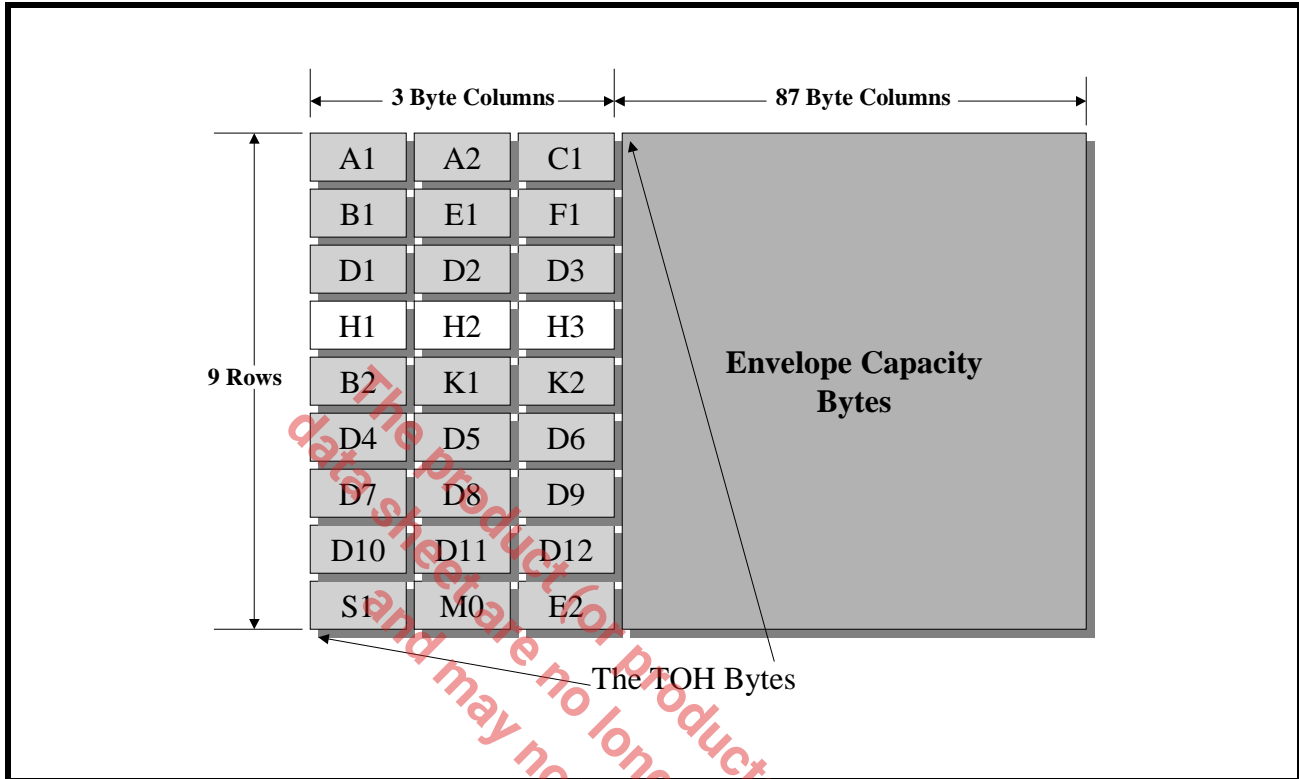 3 Byte Columns 87 Byte Columns
A1 A2 C1
B1 E1 F1
D1 D2 D3
H1 H2 H3
9 Rows
B2 K1 K2
D4 D5 D6
D7 D8 D9
D10 D11 D12
S1 M0 E2
Envelope Capacity
Bytes
The TOH Bytes
The product (or product
data sheet are no long
and may no